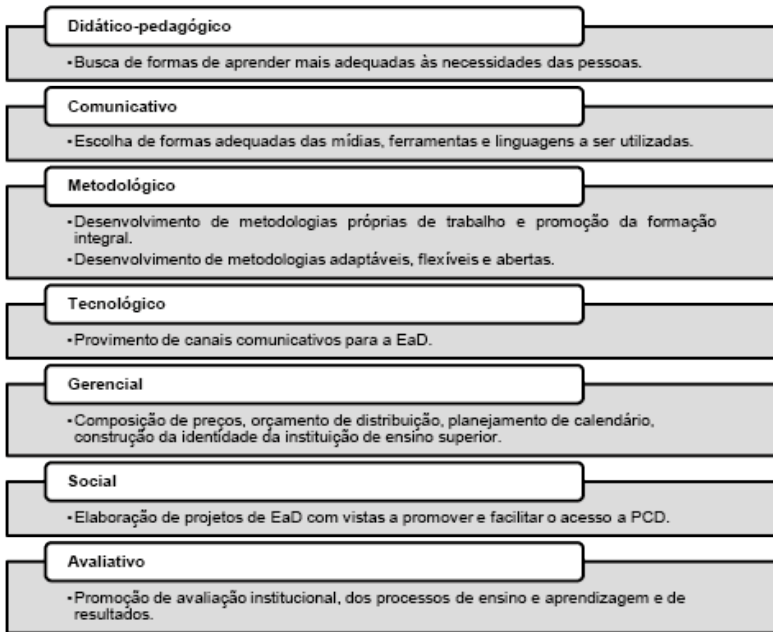 Didático-pedagógico
▪Busca de formas de aprender mais adequadas às necessidades das pessoas.
Comunicativo
▪Escolha de formas adequadas das mídias, ferramentas e linguagens a ser utilizadas.
Metodológico
▪Desenvolvimento de metodologias próprias de trabalho e promoção da formação
integral.
▪Desenvolvimento de metodologias adaptáveis, flexíveis e abertas.
Tecnológico
▪Provimento de canais comunicativos para a EaD.
Gerencial
▪Composição de preços, orçamento de distribuição, planejamento de calendário,
construção da identidade da instituição de ensino superior.
Social
▪Elaboração de projetos de EaD com vistas a promover e facilitar o acesso a PCD.
Avaliativo
▪Promoção de avaliação institucional, dos processos de ensino e aprendizagem e de
resultados.